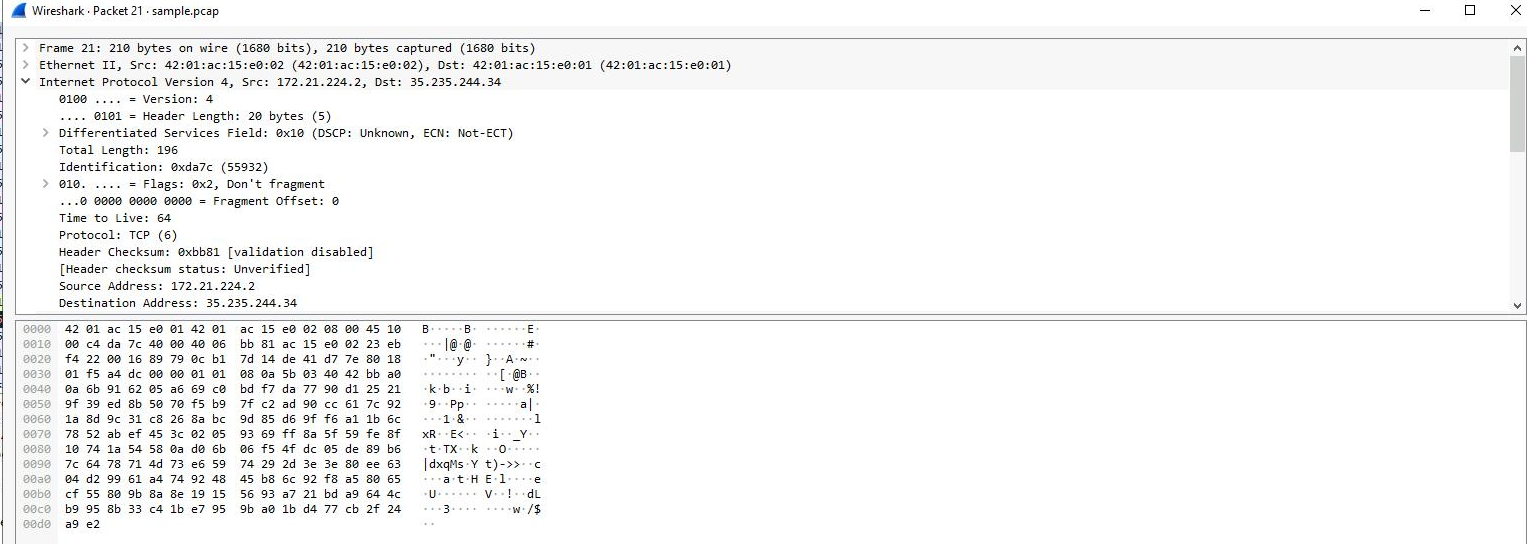 Wireshark · Packet 21 · sample.pcap
Frame 21: 210 bytes on wire (1680 bits), 210 bytes captured (1680 bits)
Ethernet II, Src: 42:01:ac:15:e0:02 (42:01:ac:15:e0:02), Dst: 42:01:ac:15:e0:01 (42:01:ac:15:e0:01)
Internet Protocol Version 4, Src: 172.21.224.2, Dst: 35.235.244.34
0100 .... = Version: 4
.... 0101 = Header Length: 20 bytes (5)
Differentiated Services Field: 0x10 (DSCP: Unknown, ECN: Not-ECT)
Total Length: 196
Identification: 0xda7c (55932)
010. .... = Flags: 0x2, Don't fragment
...0 0000 0000 0000 = Fragment Offset: 0
Time to Live: 64
Protocol: TCP (6)
Header Checksum: 0xbb81 [validation disabled]
[Header checksum status: Unverified]
Source Address: 172.21.224.2
Destination Address: 35.235.244.34
0000 42 01 ac 15 e0 01 42 01 ac 15 e0 02 08 00 45 10 B·····B· ······E·
0010 00 c4 da 7c 40 00 40 06 bb 81 ac 15 e0 02 23 eb ···|@·@· ······#·
0020 f4 22 00 16 89 79 0c b1 7d 14 de 41 d7 7e 80 18 ·"···y·· }··A·~··
0030 01 f5 a4 dc 00 00 01 01 08 0a 5b 03 40 42 bb a0 ········ ··[·@B··
0040 0a 6b 91 62 05 a6 69 c0 bd f7 da 77 90 d1 25 21 ·k·b··i· ···w··%!
0050 9f 39 ed 8b 50 70 f5 b9 7f c2 ad 90 cc 61 7c 92 ·9··Pp·· ·····a|·
0060 1a 8d 9c 31 c8 26 8a bc 9d 85 d6 9f f6 a1 1b 6c ···1·&·· ·······l
0070 78 52 ab ef 45 3c 02 05 93 69 ff 8a 5f 59 fe 8f xR··E<·· ·i··_Y··
0080 10 74 1a 54 58 0a d0 6b 06 f5 4f dc 05 de 89 b6 ·t·TX··k ··O·····
0090 7c 64 78 71 4d 73 e6 59 74 29 2d 3e 3e 80 ee 63 |dxqMs·Y t)->>··c
00a0 04 d2 99 61 a4 74 92 48 45 b8 6c 92 f8 a5 80 65 ···a·t·H E·l····e
00b0 cf 55 80 9b 8a 8e 19 15 56 93 a7 21 bd a9 64 4c ·U······ V··!··dL
00c0 b9 95 8b 33 c4 1b e7 95 9b a0 1b d4 77 cb 2f 24 ···3···· ····w·/$
00d0 a9 e2 ··